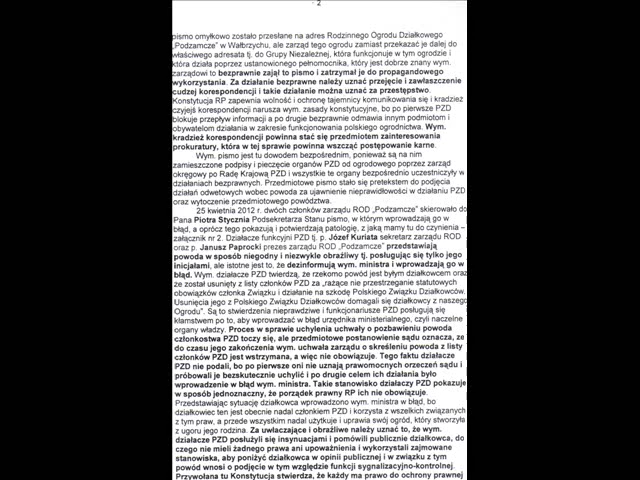 2
pismo omyłkowo zostało przesłane na adres Rodzinnego Ogrodu Działkowego
„Podzamcze" w Wałbrzychu, ale zarząd tego ogrodu zamiast przekazać je dalej do
właściwego adresata tj. do Grupy Niezależnej, która funkcjonuje w tym ogrodzie i
która działa poprzez ustanowionego pełnomocnika, który jest dobrze znany wym.
zarządowi to bezprawnie zajął to pismo i zatrzymał je do propagandowego
wykorzystania. Za działanie bezprawne należy uznać przejęcie i zawłaszczenie
cudzej korespondencji i takie działanie można uznać za przestępstwo.
Konstytucja RP zapewnia wolność i ochronę tajemnicy komunikowania się i kradzież
czyjejś korespondencji narusza wym. zasady konstytucyjne, bo po pierwsze PZD
blokuje przepływ informacji a po drugie bezprawnie odmawia innym podmiotom i
obywatelom działania w zakresie funkcjonowania polskiego ogrodnictwa. Wym.
kradzież korespondencji powinna stać się przedmiotem zainteresowania
prokuratury, która w tej sprawie powinna wszcząć postępowanie karne.
Wym. pismo jest tu dowodem bezpośrednim, ponieważ są na nim
zamieszczone podpisy i pieczęcie organów PZD od ogrodowego poprzez zarząd
okręgowy po Radę Krajową PZD i wszystkie te organy bezpośrednio uczestniczyły w
działaniach bezprawnych. Przedmiotowe pismo stało się pretekstem do podjęcia
działań odwetowych wobec powoda za ujawnienie nieprawidłowości w działaniu PZD
oraz wytoczenie przedmiotowego powództwa.
25 kwietnia 2012 r. dwóch członków zarządu ROD „Podzamcze" skierowało do
Pana Piotra Stycznia Podsekretarza Stanu pismo, w którym wprowadzają go w
błąd, a oprócz tego pokazują i potwierdzają patologię, z jaką mamy tu do czynienia –
załącznik nr 2. Działacze funkcyjni PZD tj. p. Józef Kuriata sekretarz zarządu ROD
oraz p. Janusz Paprocki prezes zarządu ROD „Podzamcze" przedstawiają
powoda w sposób niegodny i niezwykle obraźliwy tj. posługując się tylko jego
inicjałami, ale istotne jest to, że dezinformują wym. ministra i wprowadzają go w
błąd. Wym. działacze PZD twierdzą, że rzekomo powód jest byłym działkowcem oraz
że został usunięty z listy członków PZD za „rażące nie przestrzeganie statutowych
obowiązków członka Związku i działanie na szkodę Polskiego Związku Działkowców.
Usunięcia jego z Polskiego Związku Działkowców domagali się działkowcy z naszego
Ogrodu". Są to stwierdzenia nieprawdziwe i funkcjonariusze PZD posługują się
kłamstwem po to, aby wprowadzać w błąd urzędnika ministerialnego, czyli naczelne
organy władzy. Proces w sprawie uchylenia uchwały o pozbawieniu powoda
członkostwa PZD toczy się, ale przedmiotowe postanowienie sądu oznacza, że
do czasu jego zakończenia wym. uchwała zarządu o skreśleniu powoda z listy
członków PZD jest wstrzymana, a więc nie obowiązuje. Tego faktu działacze
PZD nie podali, bo po pierwsze oni nie uznają prawomocnych orzeczeń sądu i
próbowali je bezskutecznie uchylić i po drugie celem ich działania było
wprowadzenie w błąd wym. ministra. Takie stanowisko działaczy PZD pokazuje
w sposób jednoznaczny, że porządek prawny RP ich nie obowiązuje.
Przedstawiając sytuację działkowca wprowadzono wym. ministra w błąd, bo
działkowiec ten jest obecnie nadal członkiem PZD i korzysta z wszelkich związanych
z tym praw, a przede wszystkim nadal użytkuje i uprawia swój ogród, który stworzyła
z ugoru jego rodzina. Za uwłaczające i obraźliwe należy uznać to, że wym.
działacze PZD posłużyli się insynuacjami i pomówili publicznie działkowca, do
czego nie mieli żadnego prawa ani upoważnienia i wykorzystali zajmowane
stanowiska, aby poniżyć działkowca w opinii publicznej i w związku z tym
powód wnosi o podjęcie w tym względzie funkcji sygnalizacyjno-kontrolnej.
Przywołana tu Konstytucja stwierdza, że każdy ma prawo do ochrony prawnej